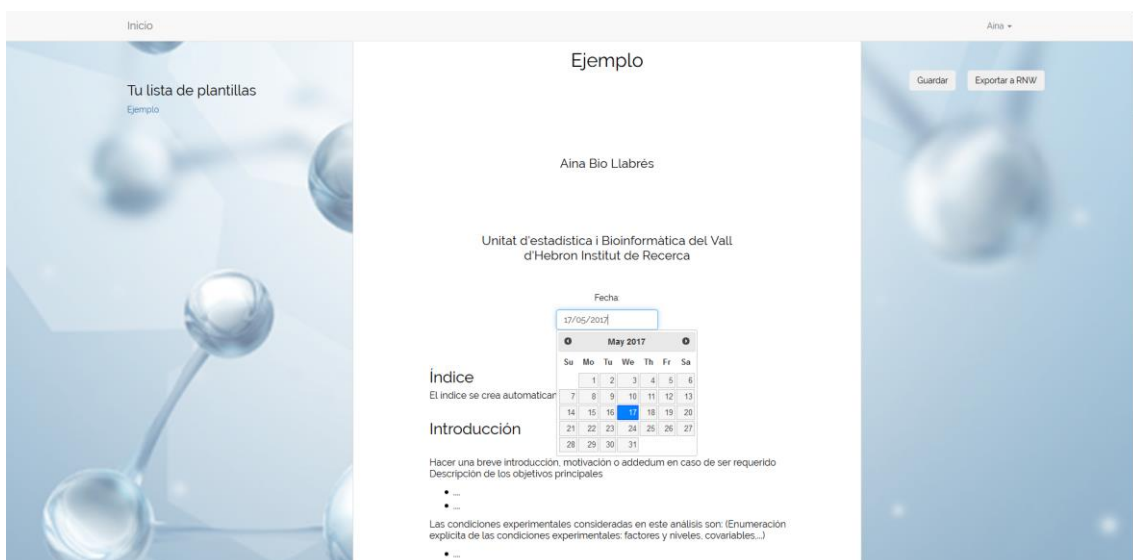 Inicio
Aina
Tu lista de plantillas
Ejemplo
Ejemplo
Guardar
Exportar a RNW
Aina Bio Llabrés
Unitat d'estadística i Bioinformàtica del Vall
d'Hebron Institut de Recerca
Fecha:
17/05/2017
May 2017
Su Mo Tu We Th Fr Sa
1 2 3 4 5 6
7 8 9 10 11 12 13
14 15 16 17 18 19 20
21 22 23 24 25 26 27
28 29 30 31
Índice
El índice se crea
Introducción
Hacer una breve introducción, motivación o addedum en caso de ser requerido
Descripción de los objetivos principales
• ...
• ...
Las condiciones experimentales consideradas en este análisis son: (Enumeración
explicita de las condiciones experimentales: factores y niveles, covariables,...)
• ...